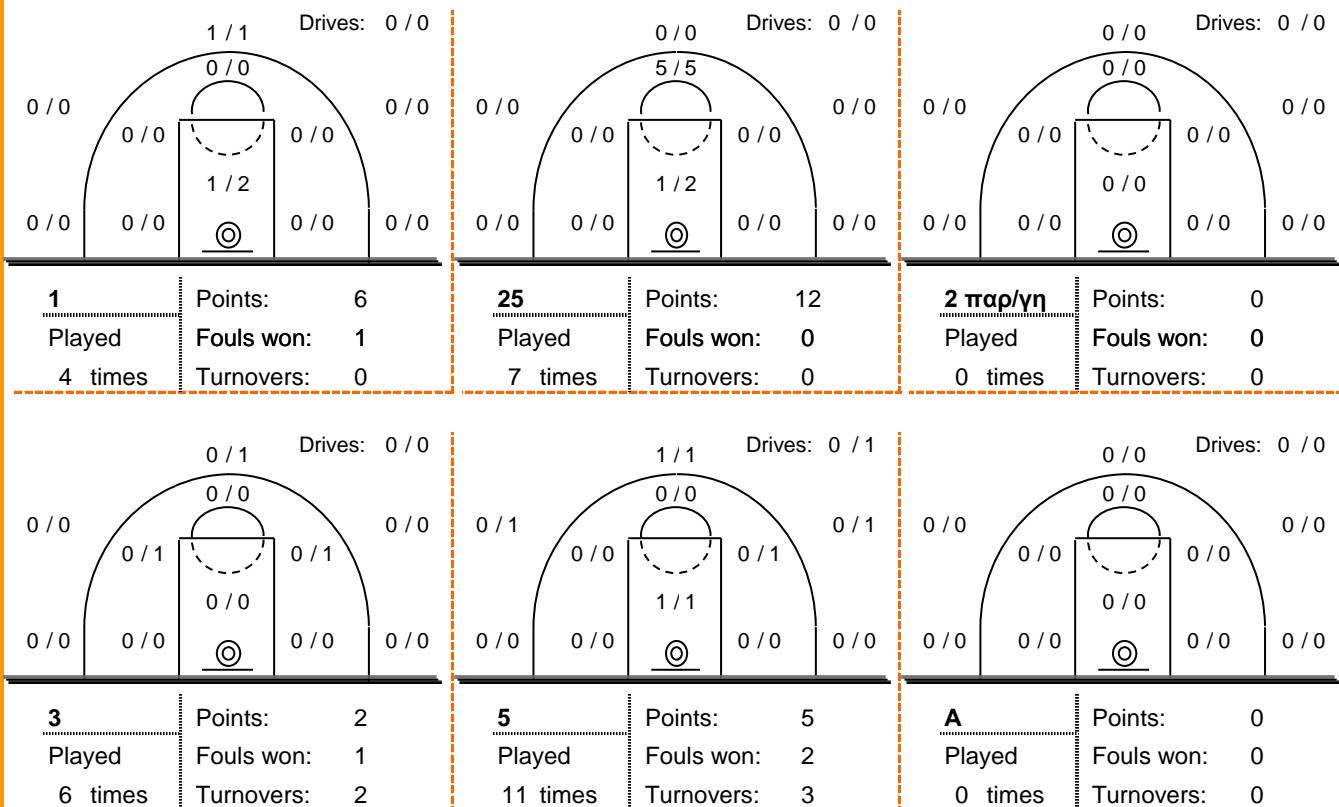 1 / 1 Drives: 0 / 0
0 / 0
0 / 0 0 / 0
0 / 0 0 / 0
1 / 2
0 / 0 0 / 0 0 / 0 0 / 0
1 Points: 6
Played Fouls won: 1
4 times Turnovers: 0
0 / 0 Drives: 0 / 0
5 / 5
0 / 0 0 / 0
0 / 0 0 / 0
1 / 2
0 / 0 0 / 0 0 / 0 0 / 0
25 Points: 12
Played Fouls won: 0
7 times Turnovers: 0
0 / 0 Drives: 0 / 0
0 / 0
0 / 0 0 / 0
0 / 0 0 / 0
0 / 0
0 / 0 0 / 0 0 / 0 0 / 0
2 παρ/γη Points: 0
Played Fouls won: 0
0 times Turnovers: 0
0 / 1 Drives: 0 / 0
0 / 0
0 / 0 0 / 0
0 / 1 0 / 1
0 / 0
0 / 0 0 / 0 0 / 0 0 / 0
3 Points: 2
Played Fouls won: 1
6 times Turnovers: 2
1 / 1 Drives: 0 / 1
0 / 0
0 / 1 0 / 1
0 / 0 0 / 1
1 / 1
0 / 0 0 / 0 0 / 0 0 / 0
5 Points: 5
Played Fouls won: 2
11 times Turnovers: 3
0 / 0 Drives: 0 / 0
0 / 0
0 / 0 0 / 0
0 / 0 0 / 0
0 / 0
0 / 0 0 / 0 0 / 0 0 / 0
A Points: 0
Played Fouls won: 0
0 times Turnovers: 0